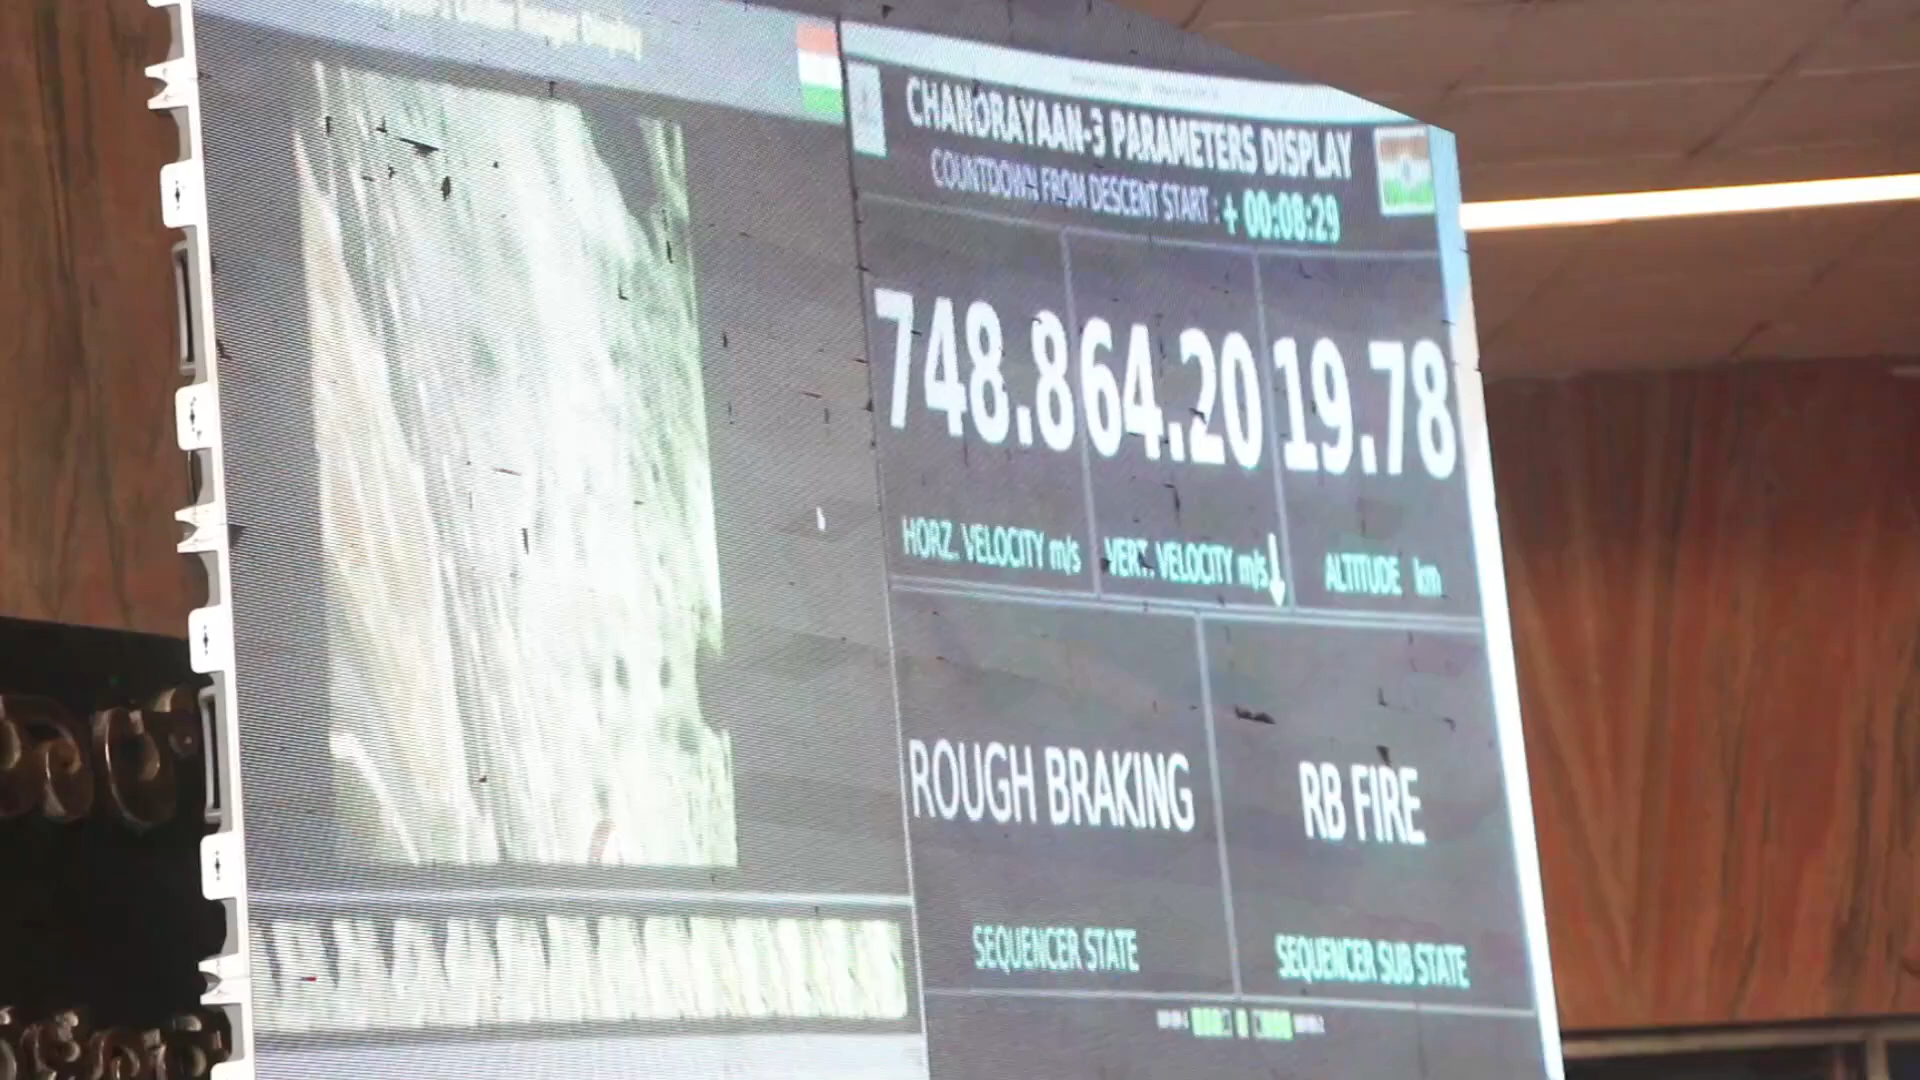 CHANDRAYAAN-3 PARAMETERS DISPLAY
COUNTDOWN FROM DESCENT START : + 00:08:29
748.8 64.20 19.78
HORZ. VELOCITY m/s VERT. VELOCITY m/s ALTITUDE km
ROUGH BRAKING RB FIRE
SEQUENCER STATE SEQUENCER SUB STATE